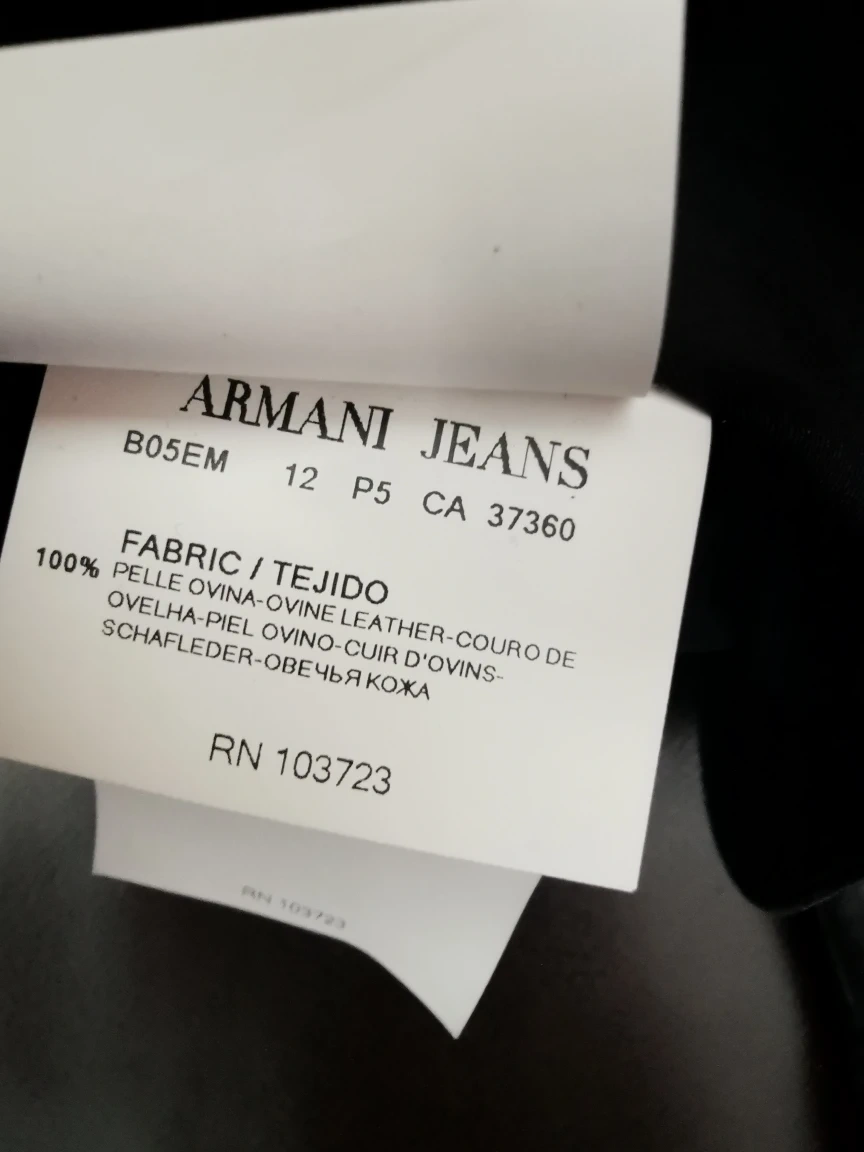 ARMANI JEANS
B05EM 12 P5 CA 37360
FABRIC / TEJIDO
100% PELLE OVINA-OVINE LEATHER-COURO DE
OVELHA-PIEL OVINO-CUIR D'OVINS-
SCHAFLEDER-ОВЕЧЬЯ КОЖА
RN 103723
RN 103723